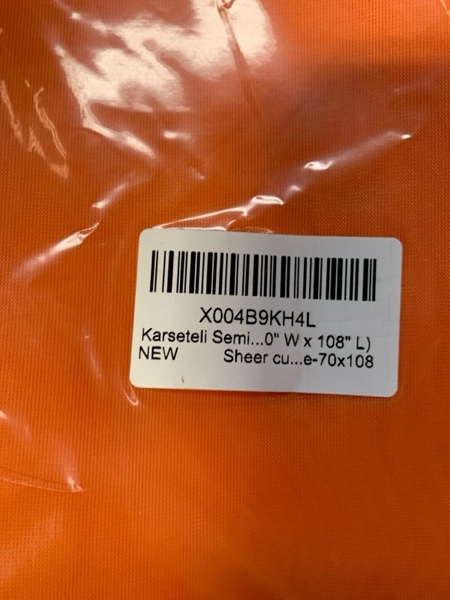 X004B9KH4L
Karseteli Semi...0" W x 108" L)
NEW Sheer cu...e-70x108